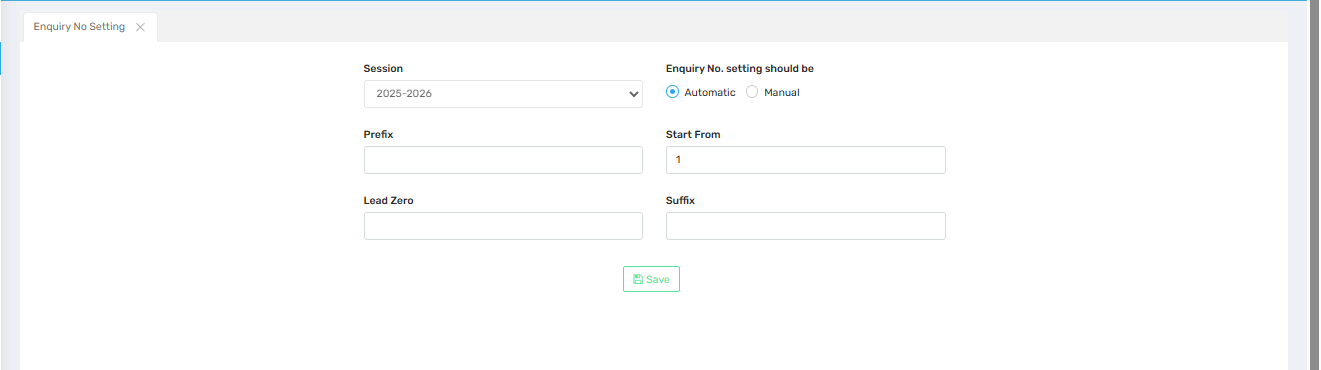 Enquiry No Setting
Session
Enquiry No. setting should be
2025-2026
Automatic
Manual
Prefix
Start From
1
Lead Zero
Suffix
Save